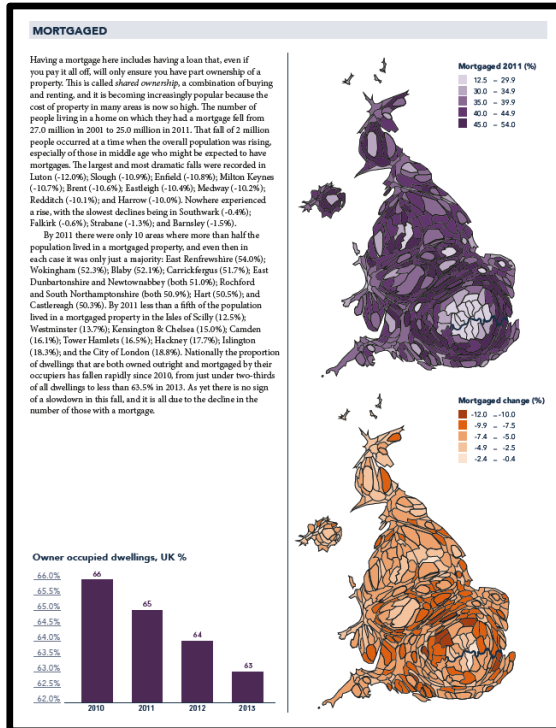 MORTGAGED
Having a mortgage here includes having a loan that, even if
you pay it all off, will only ensure you have part ownership of a
property. This is called shared ownership, a combination of buying
and renting, and it is becoming increasingly popular because the
cost of property in many areas is now so high. The number of
people living in a home on which they had a mortgage fell from
27.0 million in 2001 to 25.0 million in 2011. That fall of 2 million
people occurred at a time when the overall population was rising,
especially of those in middle age who might be expected to have
mortgages. The largest and most dramatic falls were recorded in
Luton (-12.0%); Slough (-10.9%); Enfield (-10.8%); Milton Keynes
(-10.7%); Brent (-10.6%); Eastleigh (-10.4%); Medway (-10.2%);
Redditch (-10.1%); and Harrow (-10.0%). Nowhere experienced
a rise, with the slowest declines being in Southwark (-0.4%);
Falkirk (-0.6%); Strabane (-1.3%); and Barnsley (-1.5%).
By 2011 there were only 10 areas where more than half the
population lived in a mortgaged property, and even then in
each case it was only just a majority: East Renfrewshire (54.0%);
Wokingham (52.3%); Blaby (52.1%); Carrickfergus (51.7%); East
Dunbartonshire and Newtownabbey (both 51.0%); Rochford
and South Northamptonshire (both 50.9%); Hart (50.5%); and
Castlereagh (50.3%). By 2011 less than a fifth of the population
lived in a mortgaged property in the Isles of Scilly (12.5%);
Westminster (13.7%); Kensington & Chelsea (15.0%); Camden
(16.1%); Tower Hamlets (16.5%); Hackney (17.7%); Islington
(18.3%); and the City of London (18.8%). Nationally the proportion
of dwellings that are both owned outright and mortgaged by their
occupiers has fallen rapidly since 2010, from just under two-thirds
of all dwellings to less than 63.5% in 2013. As yet there is no sign
of a slowdown in this fall, and it is all due to the decline in the
number of those with a mortgage.
Mortgaged 2011 (%)
12.5 – 29.9
30.0 – 34.9
35.0 – 39.9
40.0 – 44.9
45.0 – 54.0
Mortgaged change (%)
-12.0 – -10.0
-9.9 – -7.5
-7.4 – -5.0
-4.9 – -2.5
-2.4 – -0.4
Owner occupied dwellings, UK %
66.0%
65.5%
65.0%
64.5%
64.0%
63.5%
63.0%
62.5%
62.0%
66
65
64
63
2010
2011
2012
2013